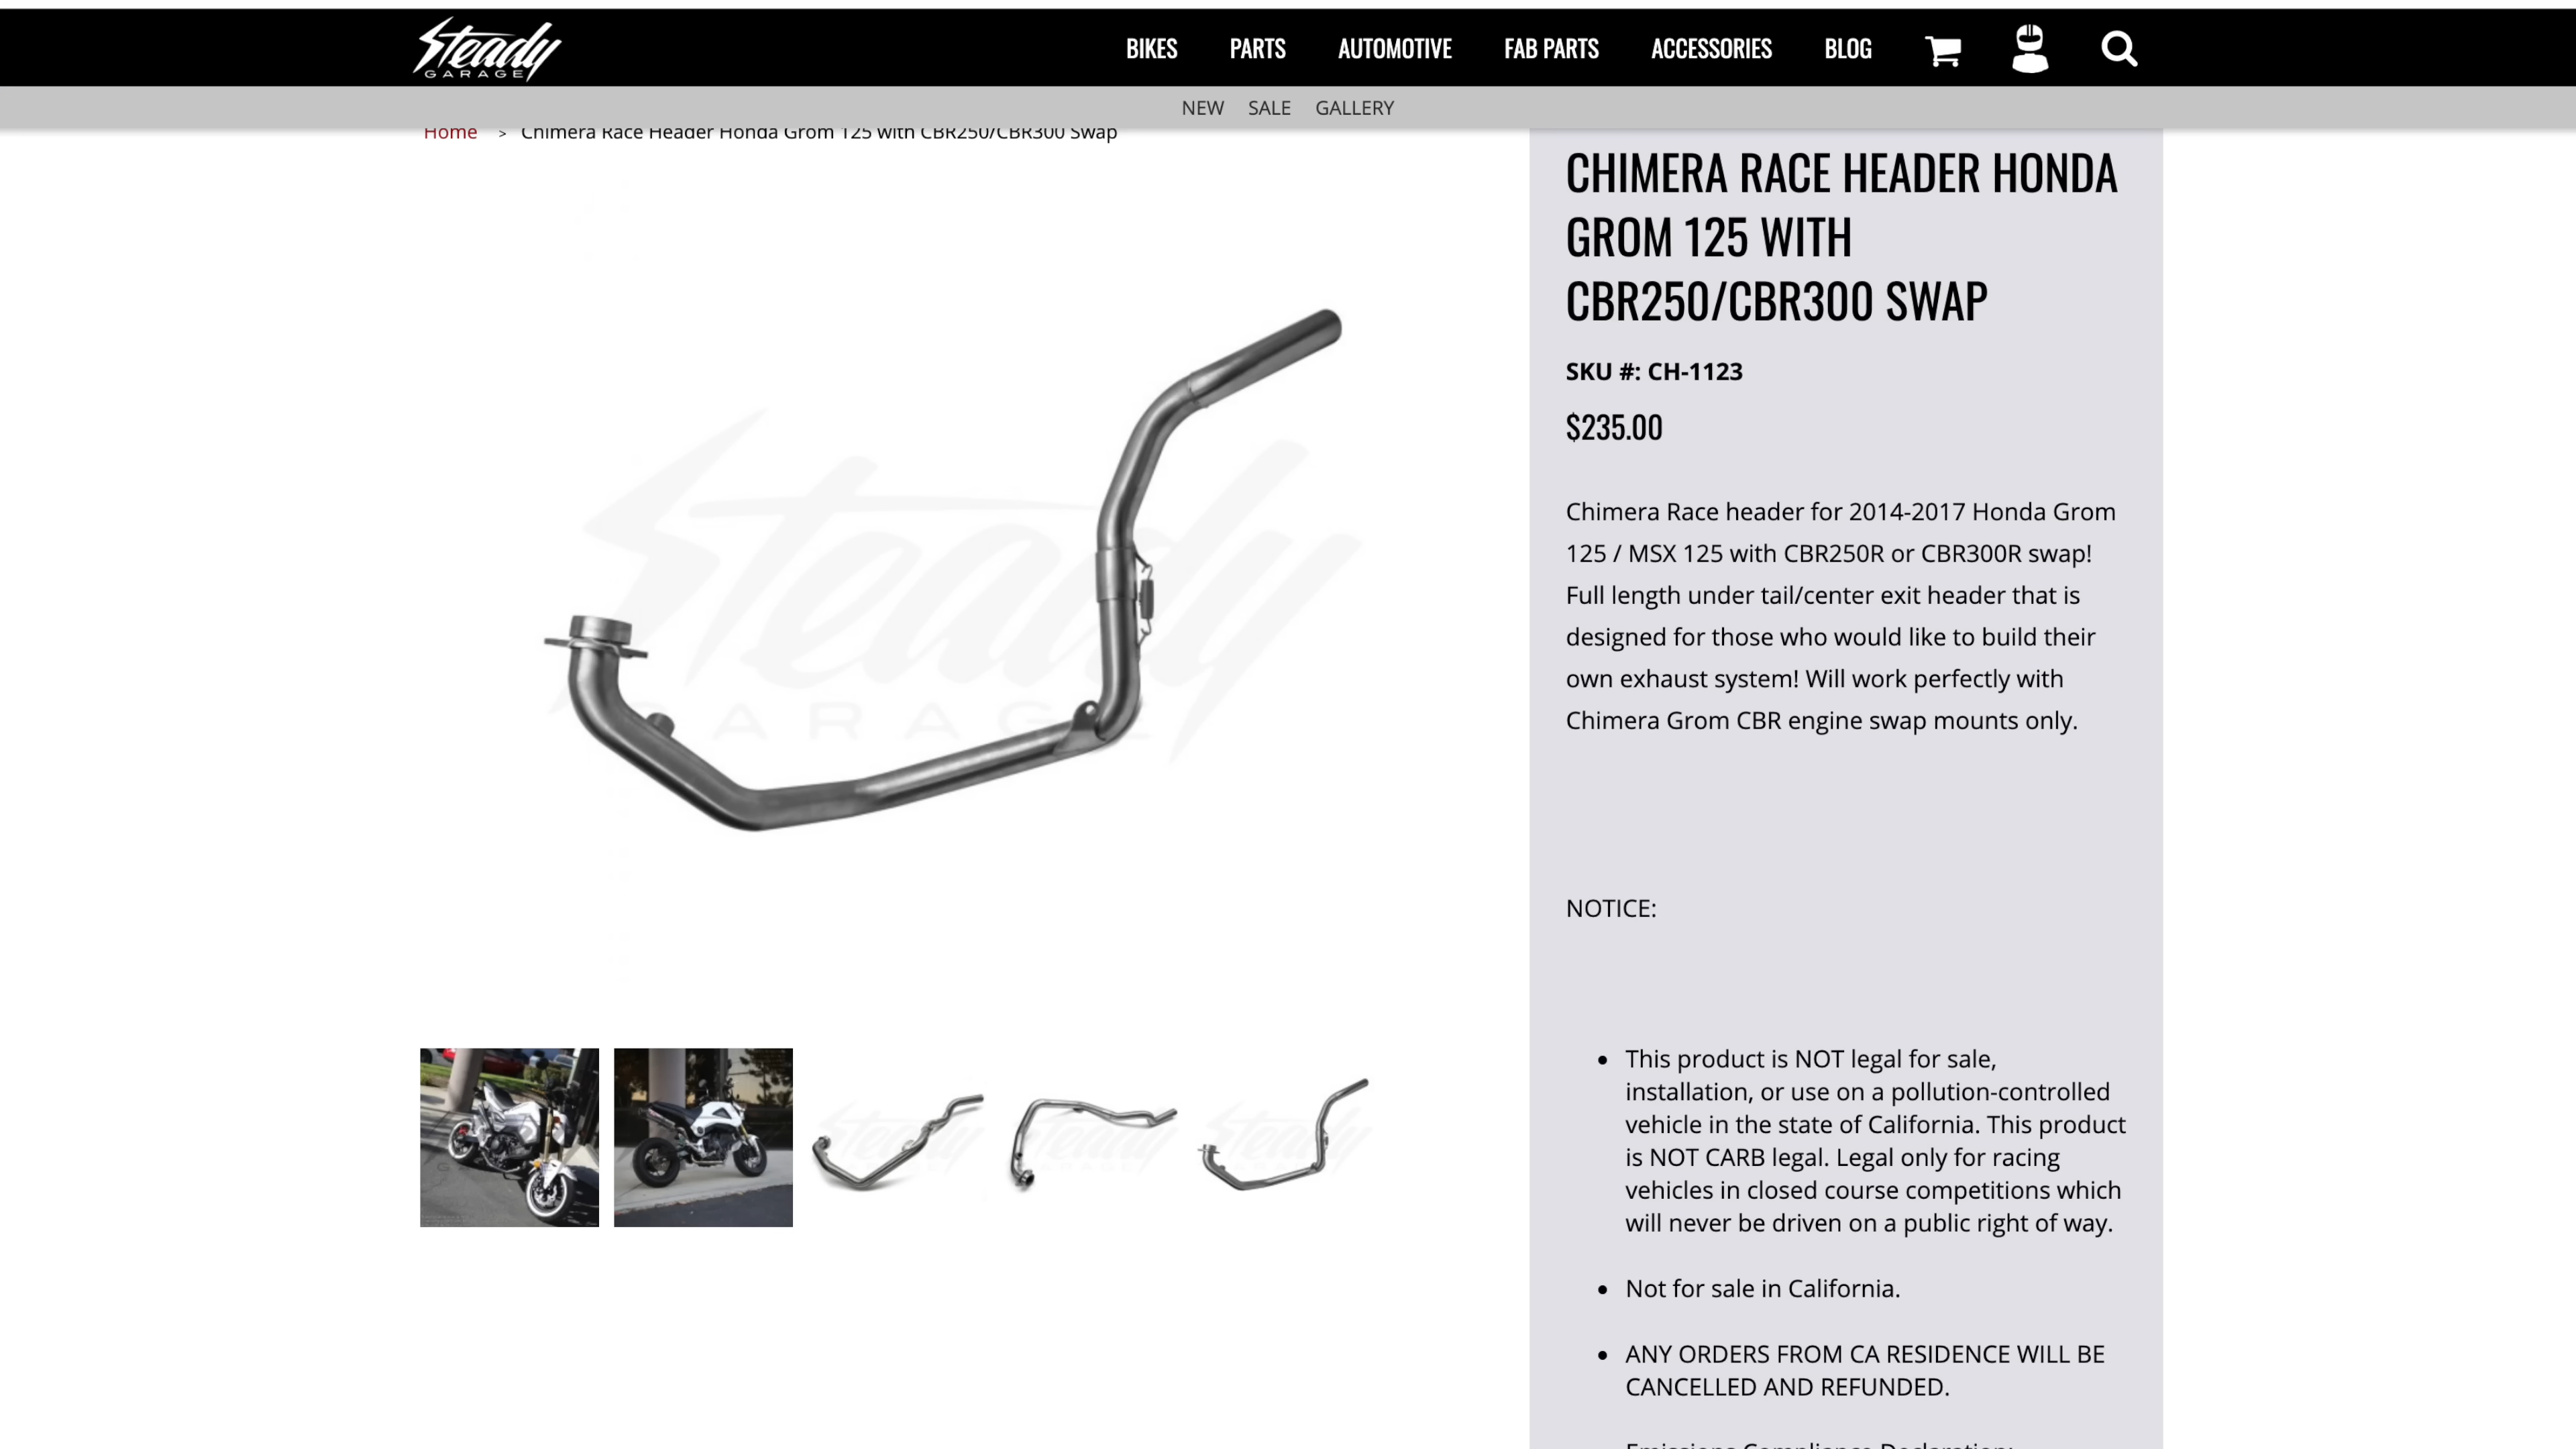 Steady
GARAGE
BIKES PARTS AUTOMOTIVE FAB PARTS ACCESSORIES BLOG
NEW SALE GALLERY
Home > Chimera Race Header Honda Grom 125 with CBR250/CBR300 Swap
Steady
GARAGE
CHIMERA RACE HEADER HONDA
GROM 125 WITH
CBR250/CBR300 SWAP
SKU #: CH-1123
$235.00
Chimera Race header for 2014-2017 Honda Grom
125 / MSX 125 with CBR250R or CBR300R swap!
Full length under tail/center exit header that is
designed for those who would like to build their
own exhaust system! Will work perfectly with
Chimera Grom CBR engine swap mounts only.
NOTICE:
• This product is NOT legal for sale,
installation, or use on a pollution-controlled
vehicle in the state of California. This product
is NOT CARB legal. Legal only for racing
vehicles in closed course competitions which
will never be driven on a public right of way.
• Not for sale in California.
• ANY ORDERS FROM CA RESIDENCE WILL BE
CANCELLED AND REFUNDED.
Emissions Compliance Declaration: